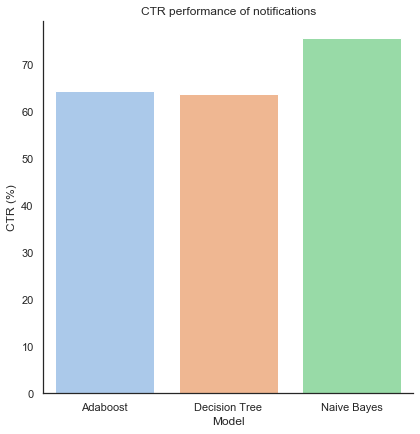 CTR performance of notifications
CTR (%)
70
60
50
40
30
20
10
0
Adaboost
Decision Tree
Naive Bayes
Model